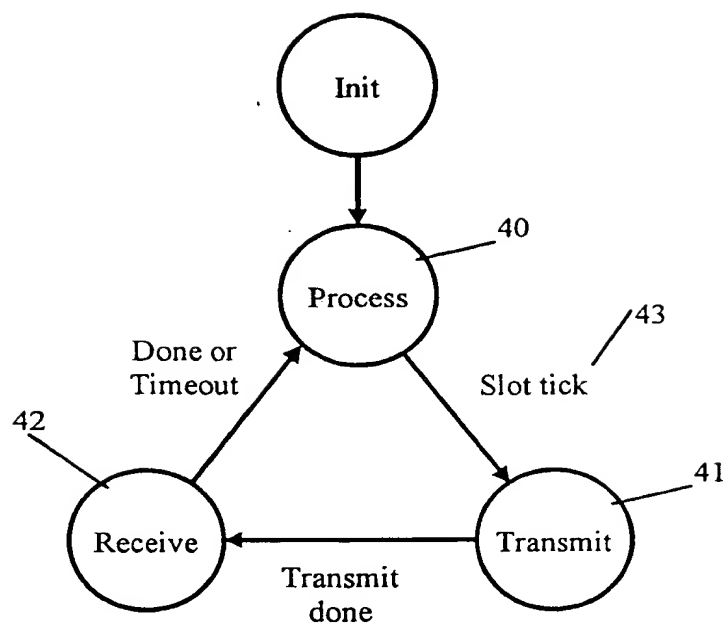 Init
40
Process
43
Done or
Timeout
Slot tick
42
41
Receive
Transmit
Transmit
done